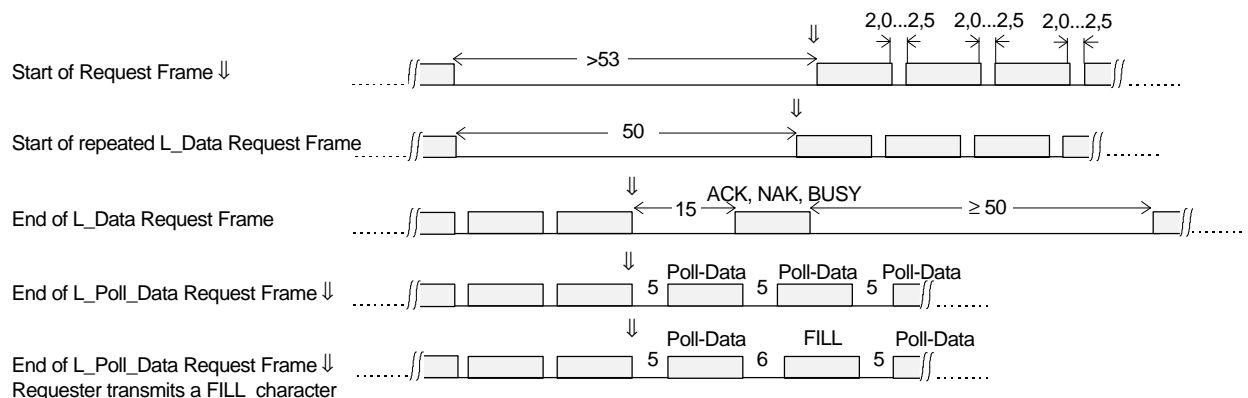 2,0...2,5 2,0...2,5 2,0...2,5
⇓
Start of Request Frame ⇓ >53
⇓
Start of repeated L_Data Request Frame 50
⇓
ACK, NAK, BUSY
End of L_Data Request Frame 15 ≥ 50
⇓
Poll-Data Poll-Data Poll-Data
End of L_Poll_Data Request Frame ⇓ 5 5 5
⇓
Poll-Data FILL Poll-Data
End of L_Poll_Data Request Frame ⇓ 5 6 5
Requester transmits a FILL character